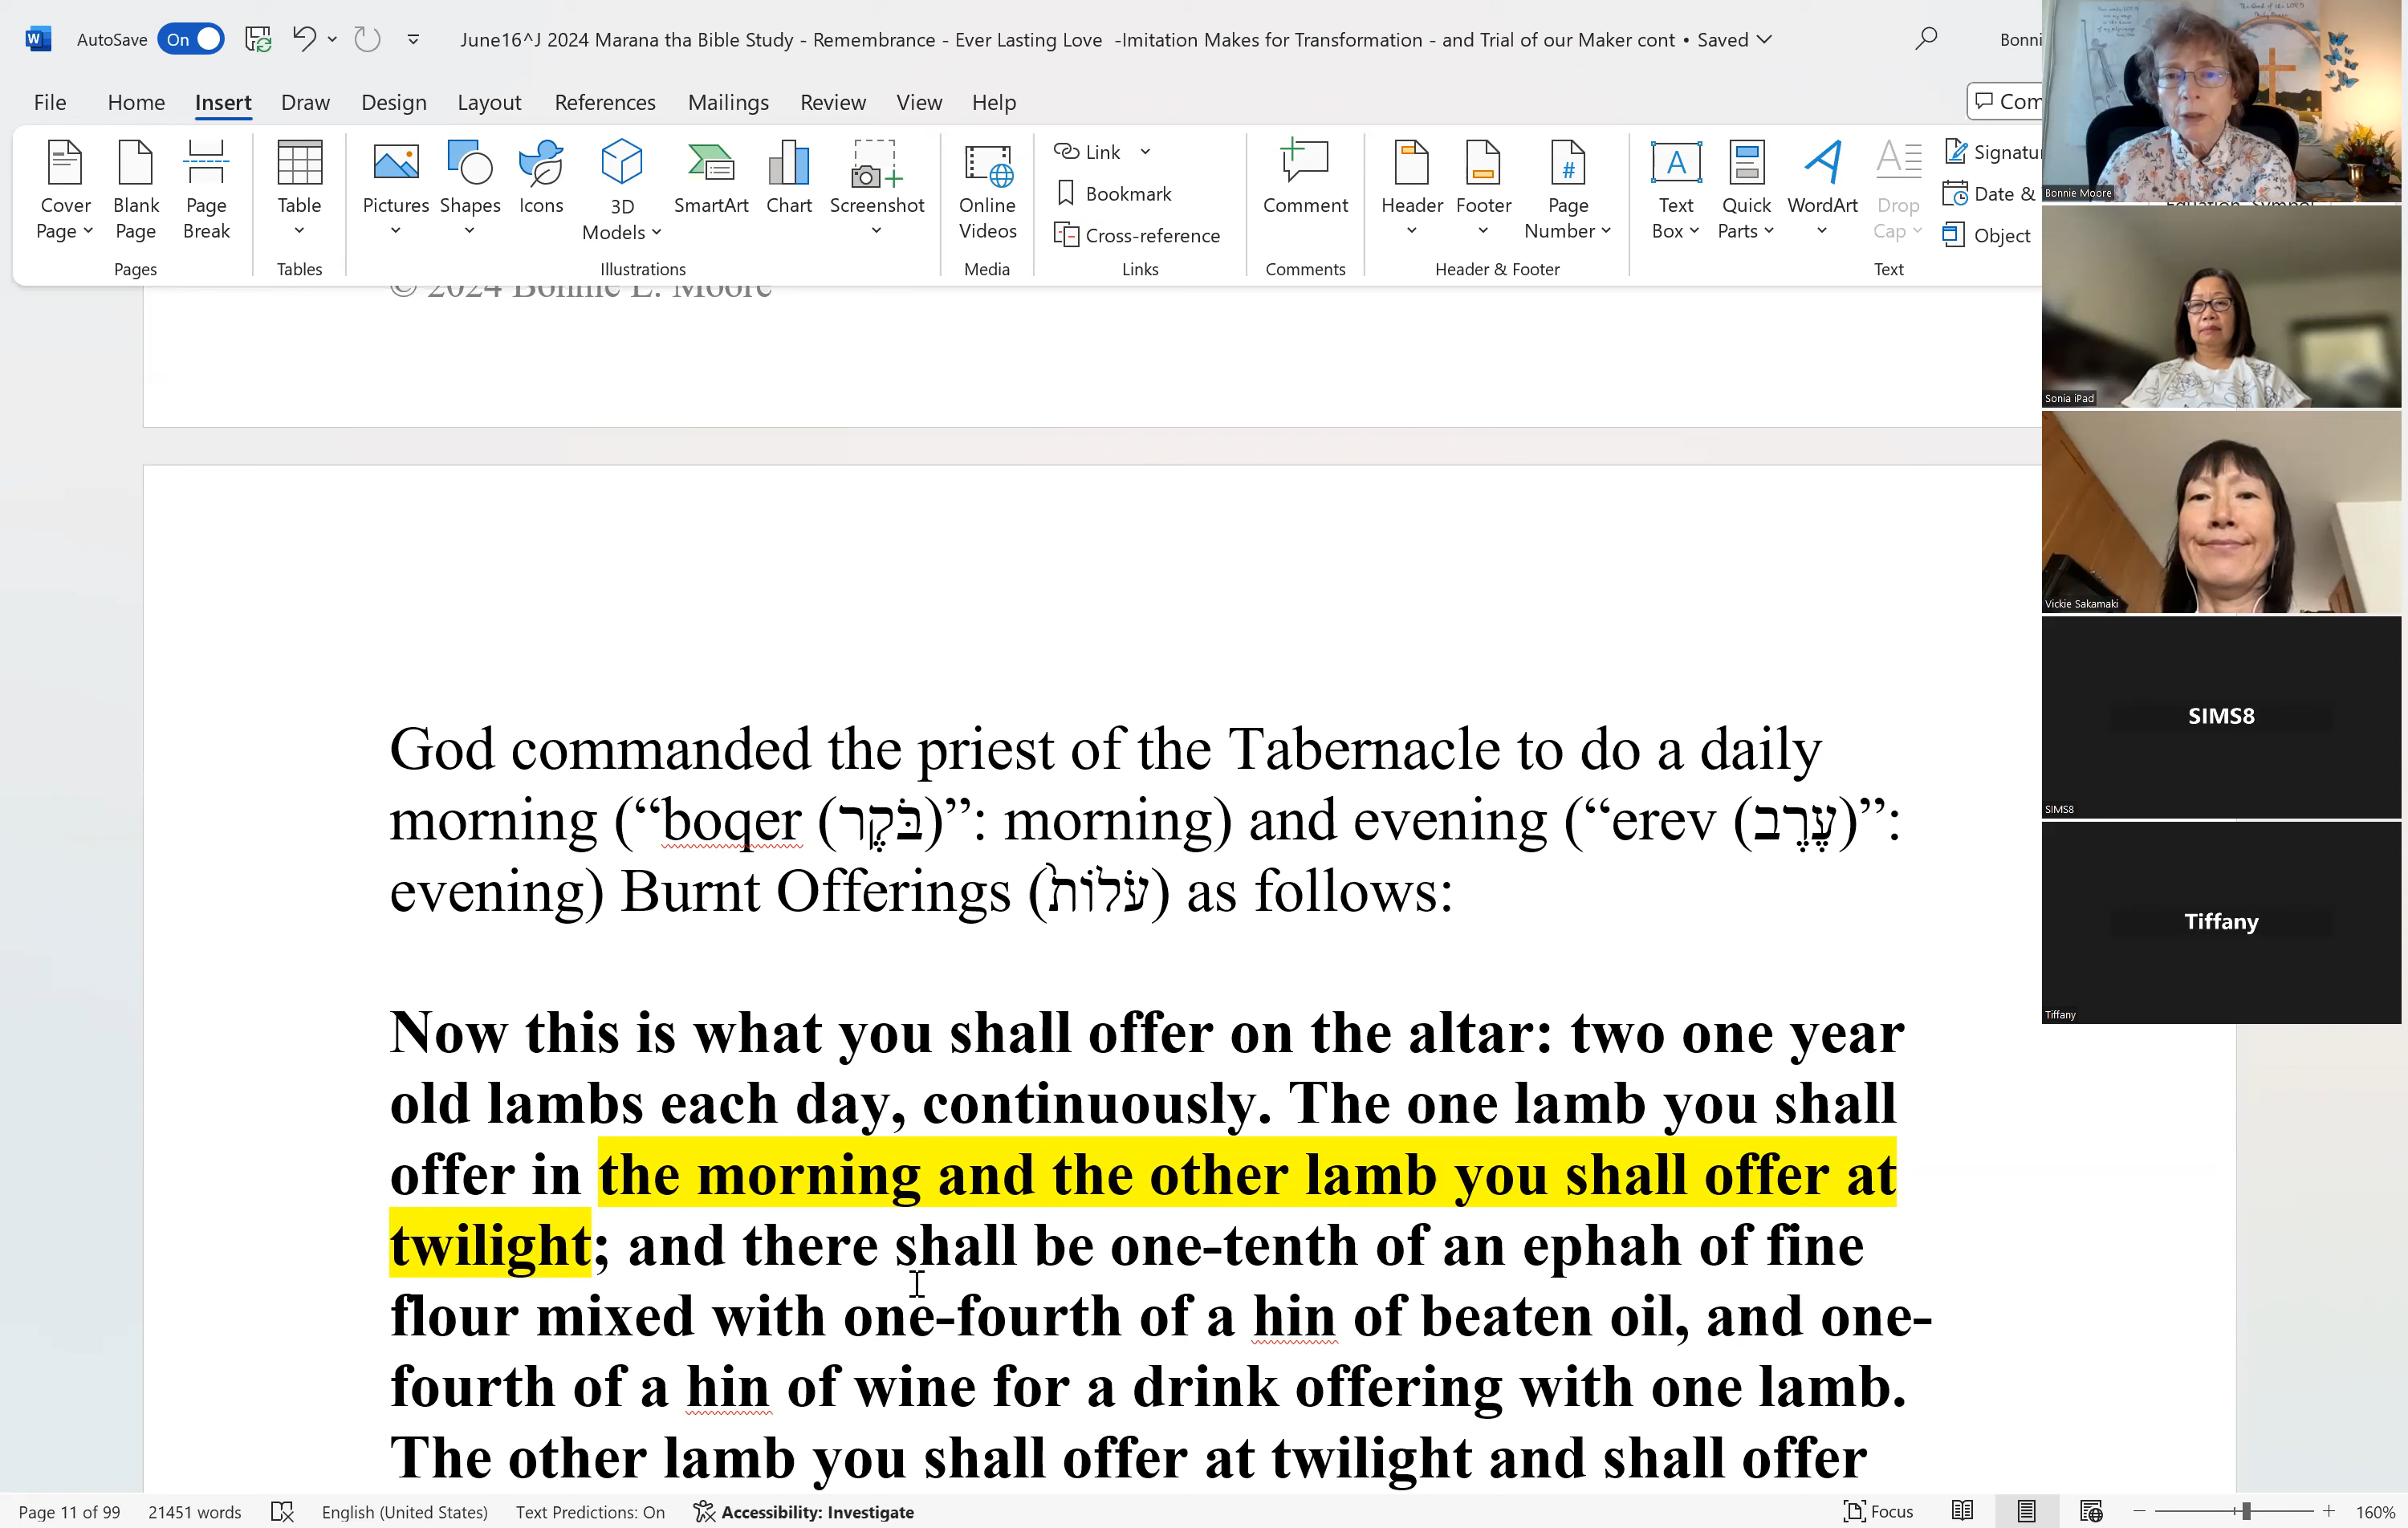 AutoSave On June16^J 2024 Marana tha Bible Study - Remembrance - Ever Lasting Love -Imitation Makes for Transformation - and Trial of our Maker cont • Saved Bonni
File Home Insert Draw Design Layout References Mailings Review View Help Com
Cover Page
Blank Page
Page Break
Table
Pictures
Shapes
Icons
3D Models
SmartArt
Chart
Screenshot
Online Videos
Link
Bookmark
Cross-reference
Comment
Header
Footer
Page Number
Text Box
Quick Parts
WordArt
Drop Cap
Signatu
Date &
Object
Pages Tables Illustrations Media Links Comments Header & Footer Text
© 2024 Bonnie L. Moore
God commanded the priest of the Tabernacle to do a daily
morning (“boqer (בֹּקֶר)”: morning) and evening (“erev (עֶרֶב)”:
evening) Burnt Offerings (עֹלוֹת֙) as follows:
Now this is what you shall offer on the altar: two one year
old lambs each day, continuously. The one lamb you shall
offer in the morning and the other lamb you shall offer at
twilight; and there shall be one-tenth of an ephah of fine
flour mixed with one-fourth of a hin of beaten oil, and one-
fourth of a hin of wine for a drink offering with one lamb.
The other lamb you shall offer at twilight and shall offer
Bonnie Moore
Sonia iPad
Vickie Sakamaki
SIMS8
SIMS8
Tiffany
Tiffany
Page 11 of 99 21451 words English (United States) Text Predictions: On Accessibility: Investigate Focus 160%